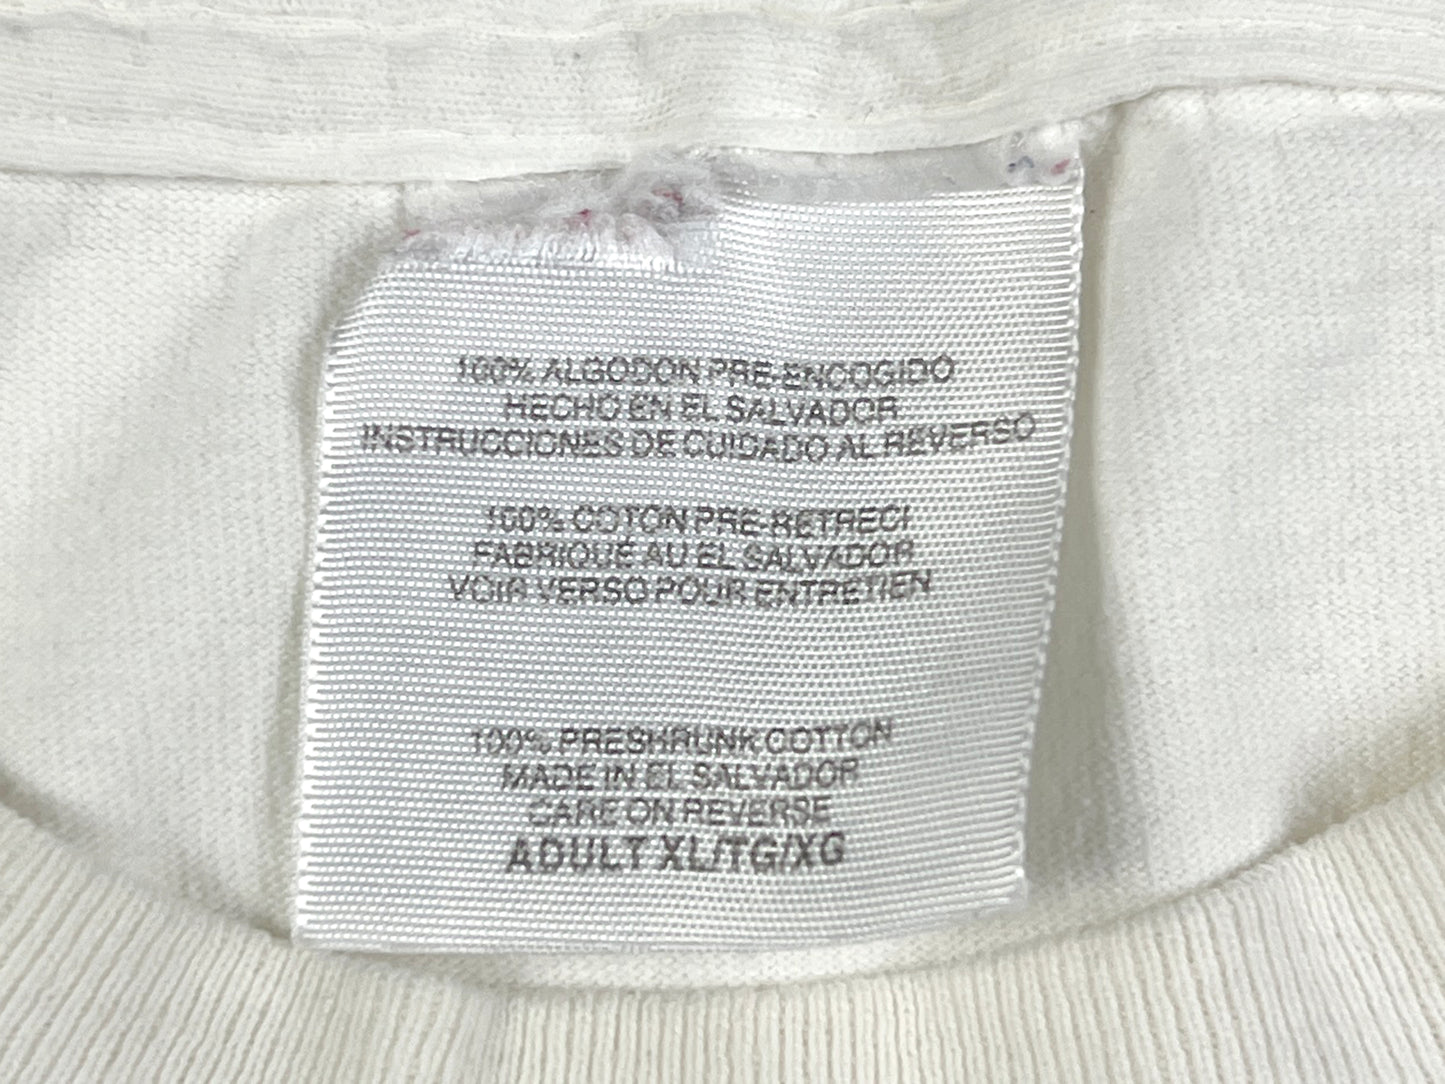 100% ALGODON PRE-ENCOGIDO
HECHO EN EL SALVADOR
INSTRUCCIONES DE CUIDADO AL REVERSO
100% COTON PRE-RETRECI
FABRIQUÉ AU EL SALVADOR
VOIR VERSO POUR ENTRETIEN
100% PRESHRUNK COTTON
MADE IN EL SALVADOR
CARE ON REVERSE
ADULT XL/TG/XG